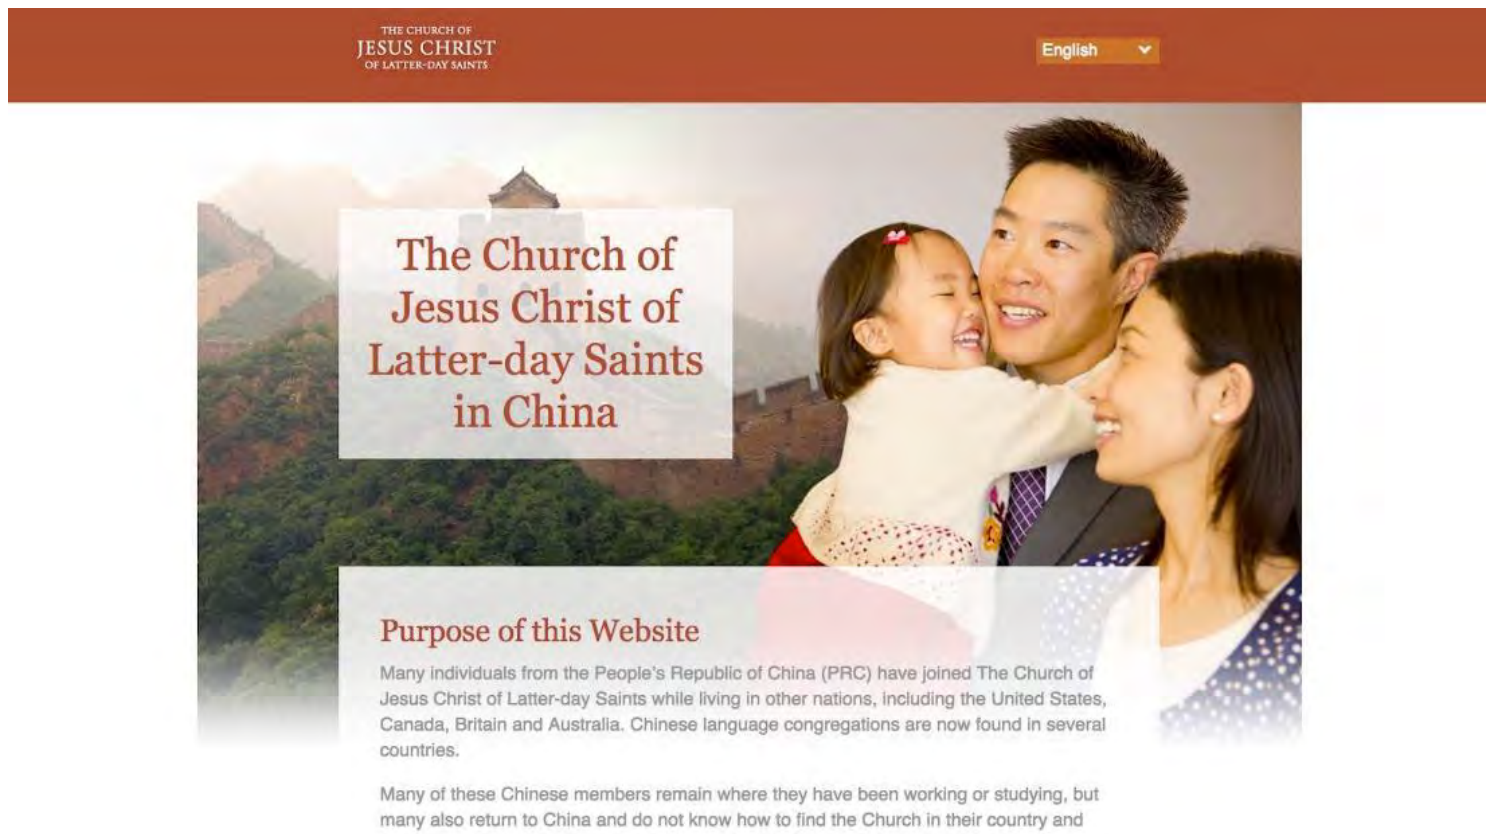 THE CHURCH OF
JESUS CHRIST
OF LATTER-DAY SAINTS
English
The Church of
Jesus Christ of
Latter-day Saints
in China
Purpose of this Website
Many individuals from the People's Republic of China (PRC) have joined The Church of
Jesus Christ of Latter-day Saints while living in other nations, including the United States,
Canada, Britain and Australia. Chinese language congregations are now found in several
countries.
Many of these Chinese members remain where they have been working or studying, but
many also return to China and do not know how to find the Church in their country and